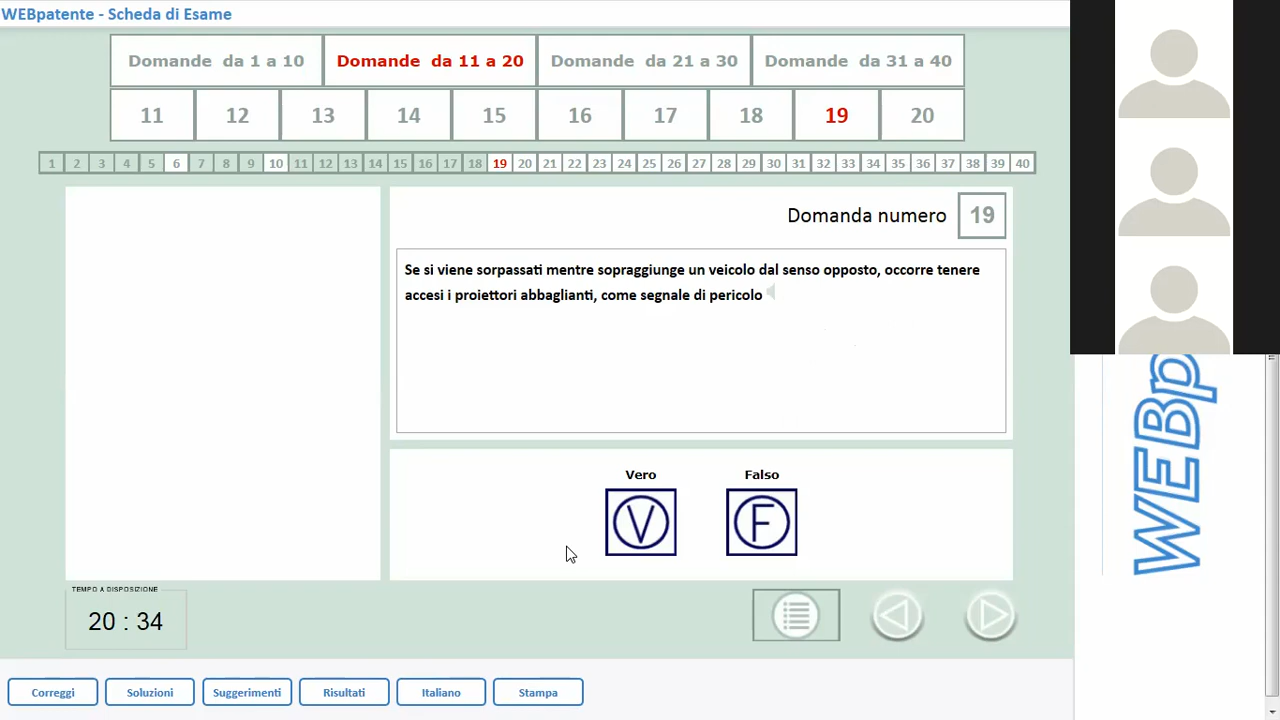 WEBpatente - Scheda di Esame
Domande da 1 a 10
Domande da 11 a 20
Domande da 21 a 30
Domande da 31 a 40
11 12 13 14 15 16 17 18 19 20
1 2 3 4 5 6 7 8 9 10 11 12 13 14 15 16 17 18 19 20 21 22 23 24 25 26 27 28 29 30 31 32 33 34 35 36 37 38 39 40
Domanda numero 19
Se si viene sorpassati mentre sopraggiunge un veicolo dal senso opposto, occorre tenere
accesi i proiettori abbaglianti, come segnale di pericolo
Vero
Falso
V
F
TEMPO A DISPOSIZIONE
20 : 34
Correggi
Soluzioni
Suggerimenti
Risultati
Italiano
Stampa
WEBp